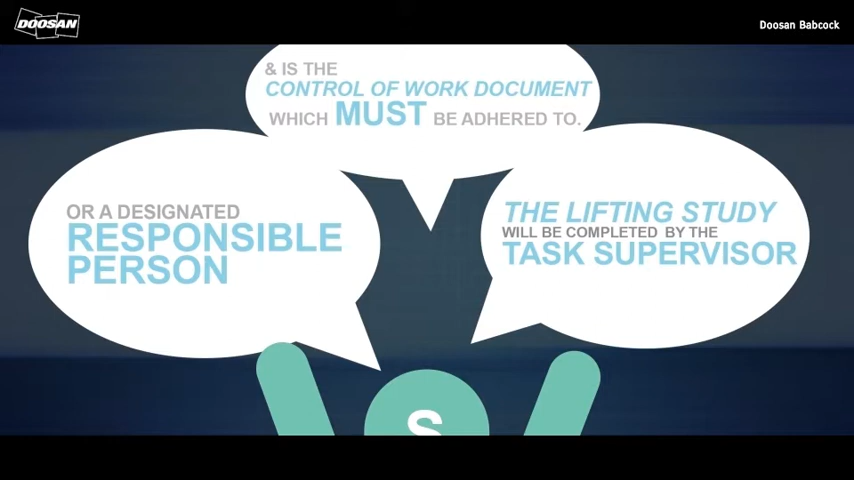 DOOSAN
Doosan Babcock
& IS THE
CONTROL OF WORK DOCUMENT
WHICH MUST BE ADHERED TO.
OR A DESIGNATED
RESPONSIBLE
PERSON
THE LIFTING STUDY
WILL BE COMPLETED BY THE
TASK SUPERVISOR
S